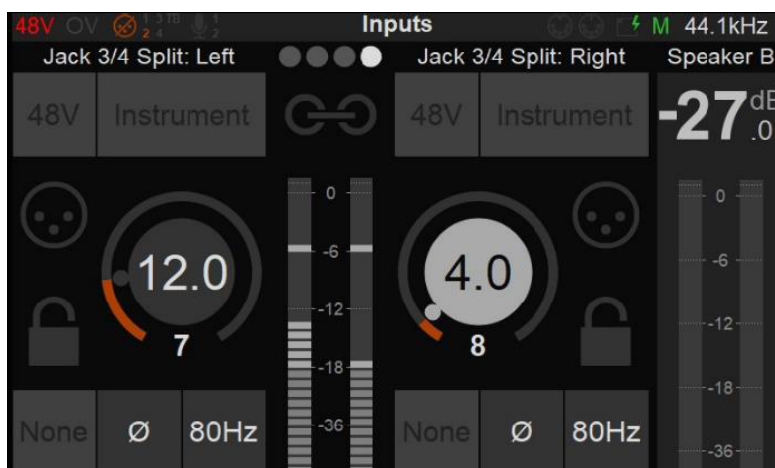 48V OV 1 3 TB 2 4 1 2 Inputs M 44.1kHz
Jack 3/4 Split: Left Jack 3/4 Split: Right Speaker B
48V Instrument 48V Instrument -27.0 dB
0 0
-6 -6
12.0 4.0
-12 -12
7 8
-18 -18
None Ø 80Hz -36 None Ø 80Hz -36